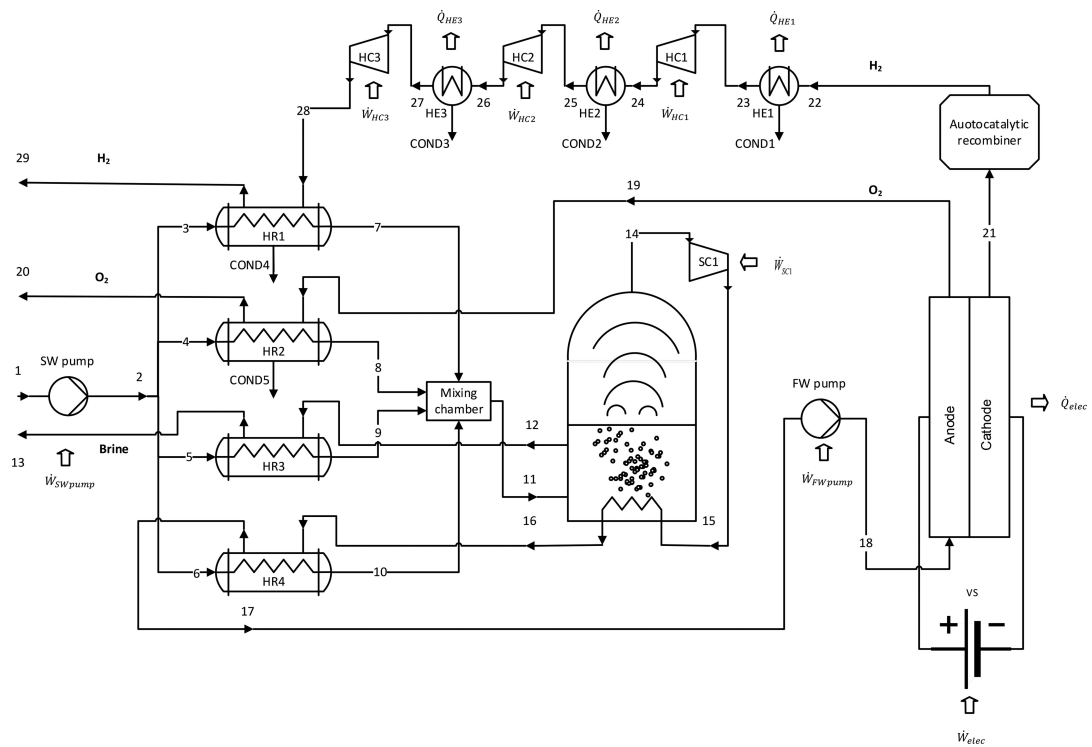 Q̇HE3
Q̇HE2
Q̇HE1
HC3
HC2
HC1
H₂
27
26
25
24
23
22
HE3
HE2
HE1
28
ẆHC3
ẆHC2
ẆHC1
COND3
COND2
COND1
Auotocatalytic
recombiner
29
H₂
19
O₂
3
7
14
21
HR1
SC1
ẆSC1
COND4
20
O₂
4
HR2
8
SW pump
1
2
COND5
Mixing
chamber
FW pump
Q̇elec
Anode
Cathode
9
12
5
Brine
13
HR3
ẆSWpump
11
ẆFWpump
16
15
18
6
HR4
10
17
VS
+
−
Ẇelec